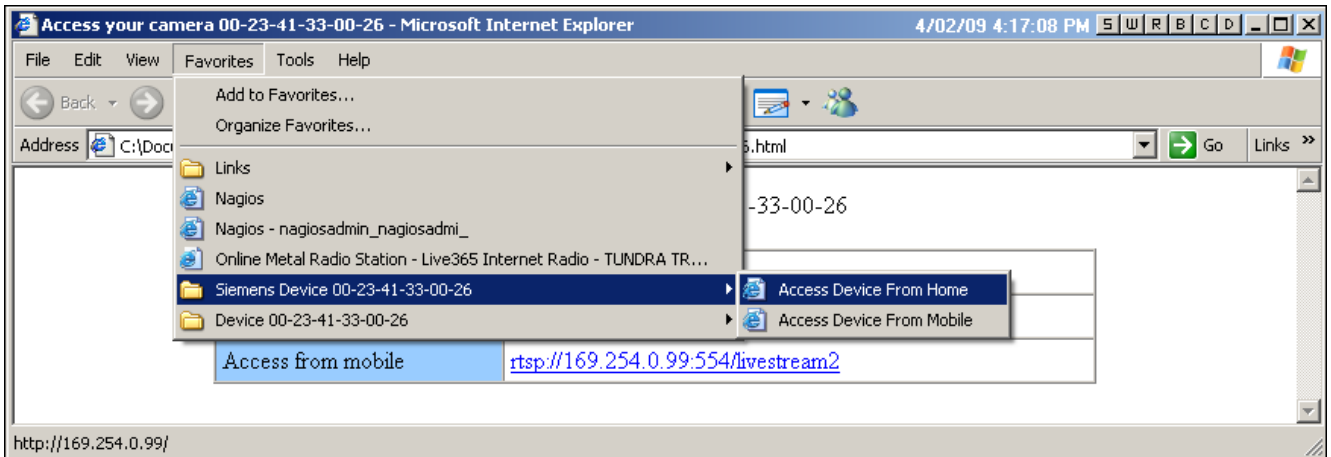 Access your camera 00-23-41-33-00-26 - Microsoft Internet Explorer 4/02/09 4:17:08 PM S W R B C D
File Edit View Favorites Tools Help
Back
Add to Favorites...
Organize Favorites...
Address C:\Docu 6.html Go Links »
Links
-33-00-26
Nagios
Nagios - nagiosadmin_nagiosadmi_
Online Metal Radio Station - Live365 Internet Radio - TUNDRA TR...
Siemens Device 00-23-41-33-00-26 Access Device From Home
Device 00-23-41-33-00-26 Access Device From Mobile
Access from mobile rtsp://169.254.0.99:554/livestream2
http://169.254.0.99/